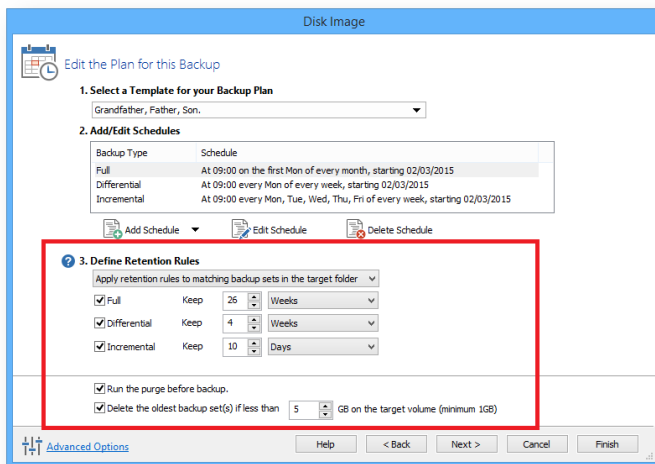 Disk Image
Edit the Plan for this Backup
1. Select a Template for your Backup Plan
Grandfather, Father, Son.
2. Add/Edit Schedules
Backup Type Schedule
Full At 09:00 on the first Mon of every month, starting 02/03/2015
Differential At 09:00 every Mon of every week, starting 02/03/2015
Incremental At 09:00 every Mon, Tue, Wed, Thu, Fri of every week, starting 02/03/2015
Add Schedule Edit Schedule Delete Schedule
? 3. Define Retention Rules
Apply retention rules to matching backup sets in the target folder
Full Keep 26 Weeks
Differential Keep 4 Weeks
Incremental Keep 10 Days
Run the purge before backup.
Delete the oldest backup set(s) if less than 5 GB on the target volume (minimum 1GB)
Advanced Options Help < Back Next > Cancel Finish